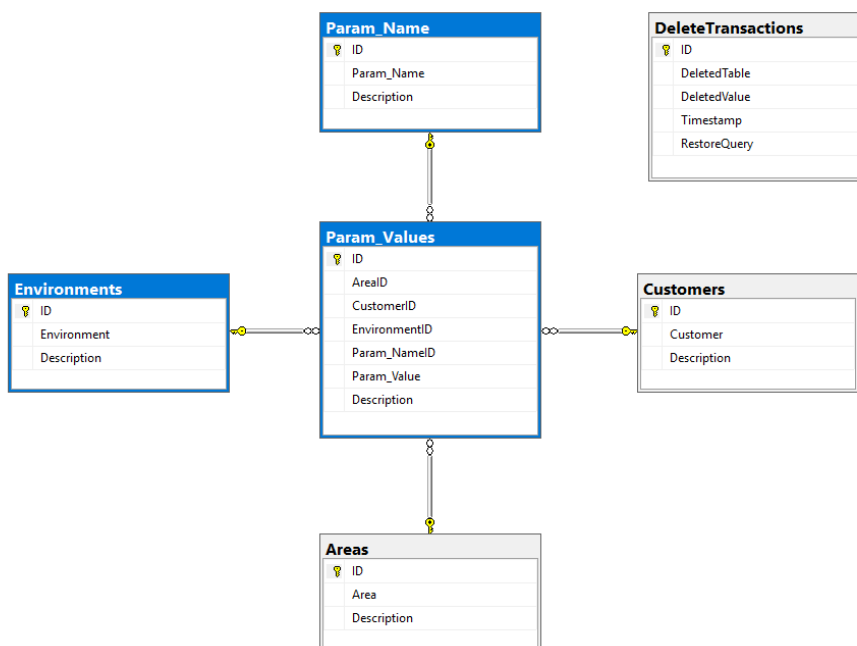 Param_Name
ID
Param_Name
Description
DeleteTransactions
ID
DeletedTable
DeletedValue
Timestamp
RestoreQuery
Param_Values
ID
AreaID
CustomerID
EnvironmentID
Param_NameID
Param_Value
Description
Environments
ID
Environment
Description
Customers
ID
Customer
Description
Areas
ID
Area
Description